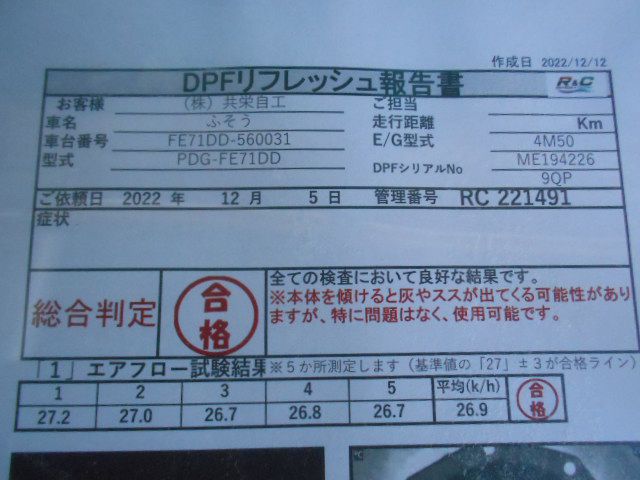 作成日 2022/12/12
DPFリフレッシュ報告書 R&C
お客様 (株) 共栄自工 ご担当
車名 ふそう 走行距離 Km
車台番号 FE71DD-560031 E/G型式 4M50
型式 PDG-FE71DD DPFシリアルNo ME194226
9QP
ご依頼日 2022 年 12 月 5 日 管理番号 RC 221491
症状
総合判定 合格 全ての検査において良好な結果です。
※本体を傾けると灰やススが出てくる可能性があり
ますが、特に問題はなく、使用可能です。
「1」エアフロー試験結果※5か所測定します（基準値の「27」±3が合格ライン）
1 2 3 4 5 平均(k/h) 合格
27.2 27.0 26.7 26.8 26.7 26.9
℃